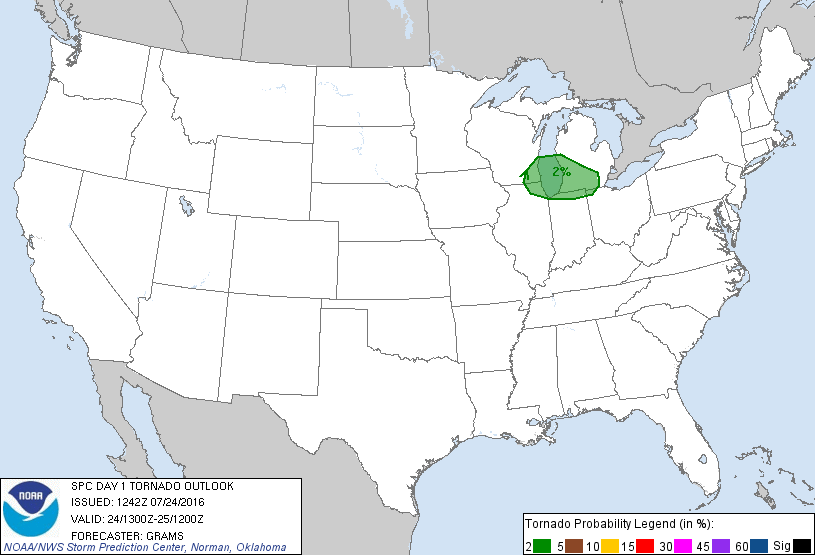 2%
SPC DAY 1 TORNADO OUTLOOK
ISSUED: 1242Z 07/24/2016
VALID: 24/1300Z-25/1200Z
FORECASTER: GRAMS
NOAA/NWS Storm Prediction Center, Norman, Oklahoma
NOAA
Tornado Probability Legend (in %):
2 5 10 15 30 45 60 Sig